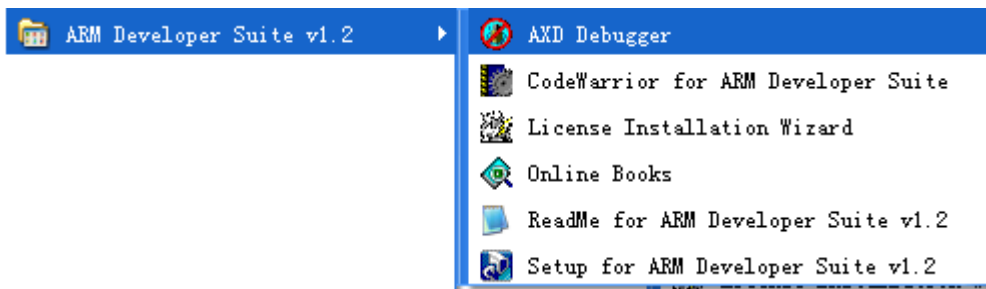 ARM Developer Suite v1.2
AXD Debugger
CodeWarrior for ARM Developer Suite
License Installation Wizard
Online Books
ReadMe for ARM Developer Suite v1.2
Setup for ARM Developer Suite v1.2